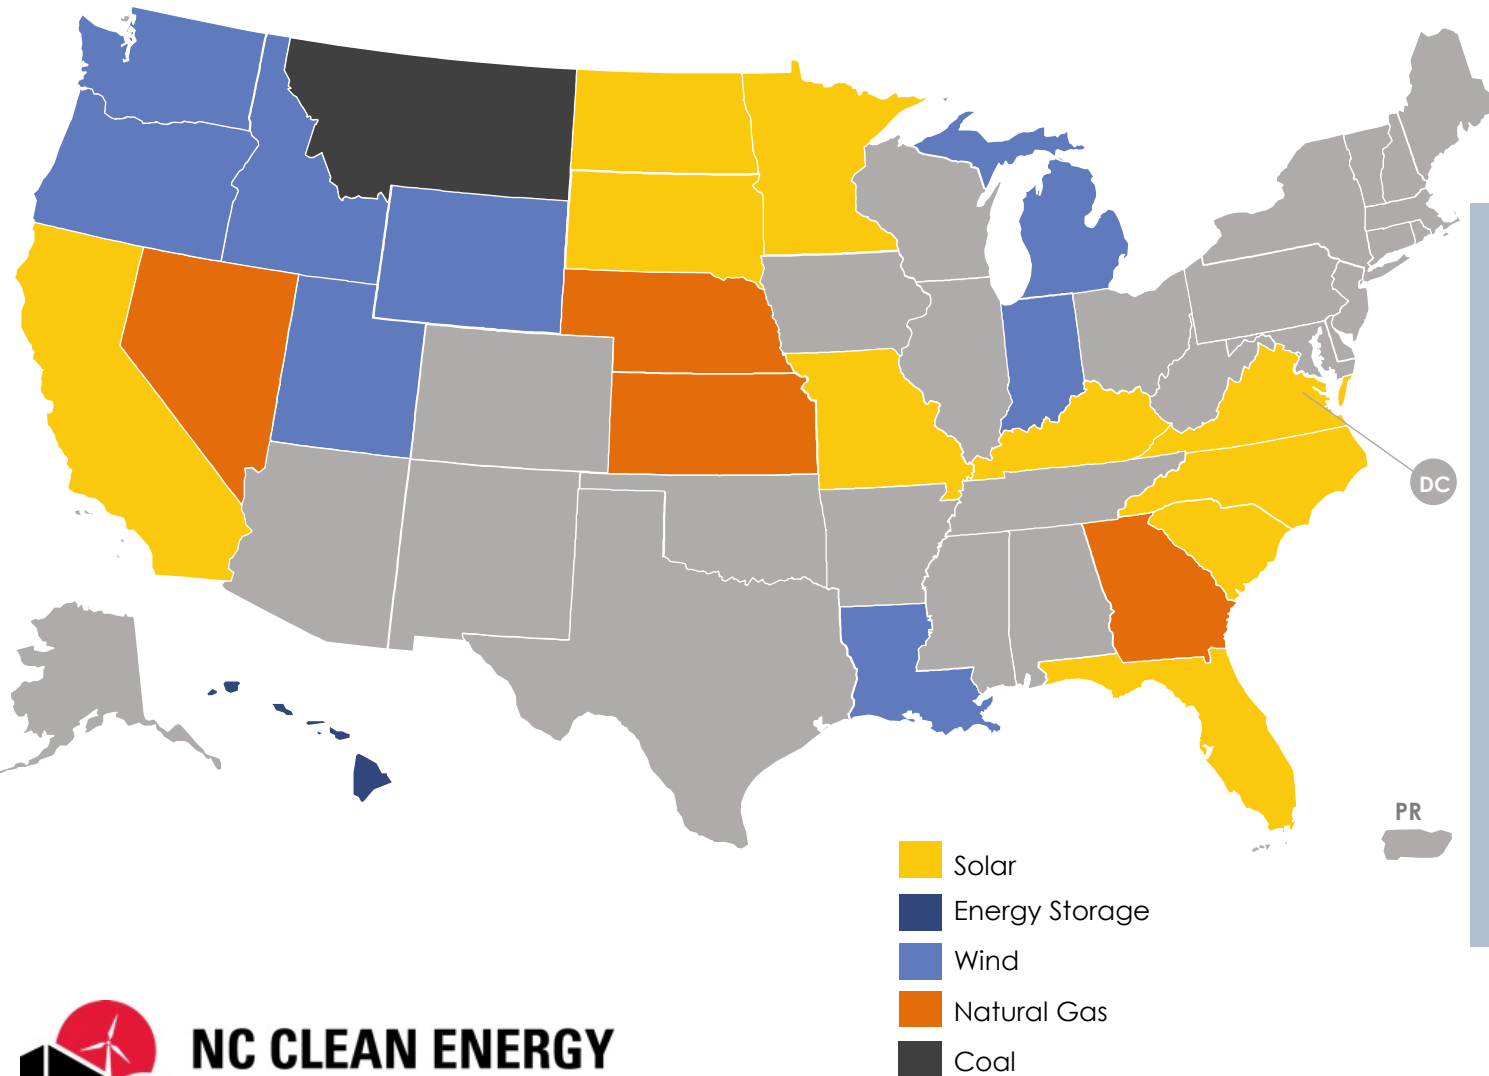 DC
PR
Solar
Energy Storage
Wind
Natural Gas
Coal
NC CLEAN ENERGY